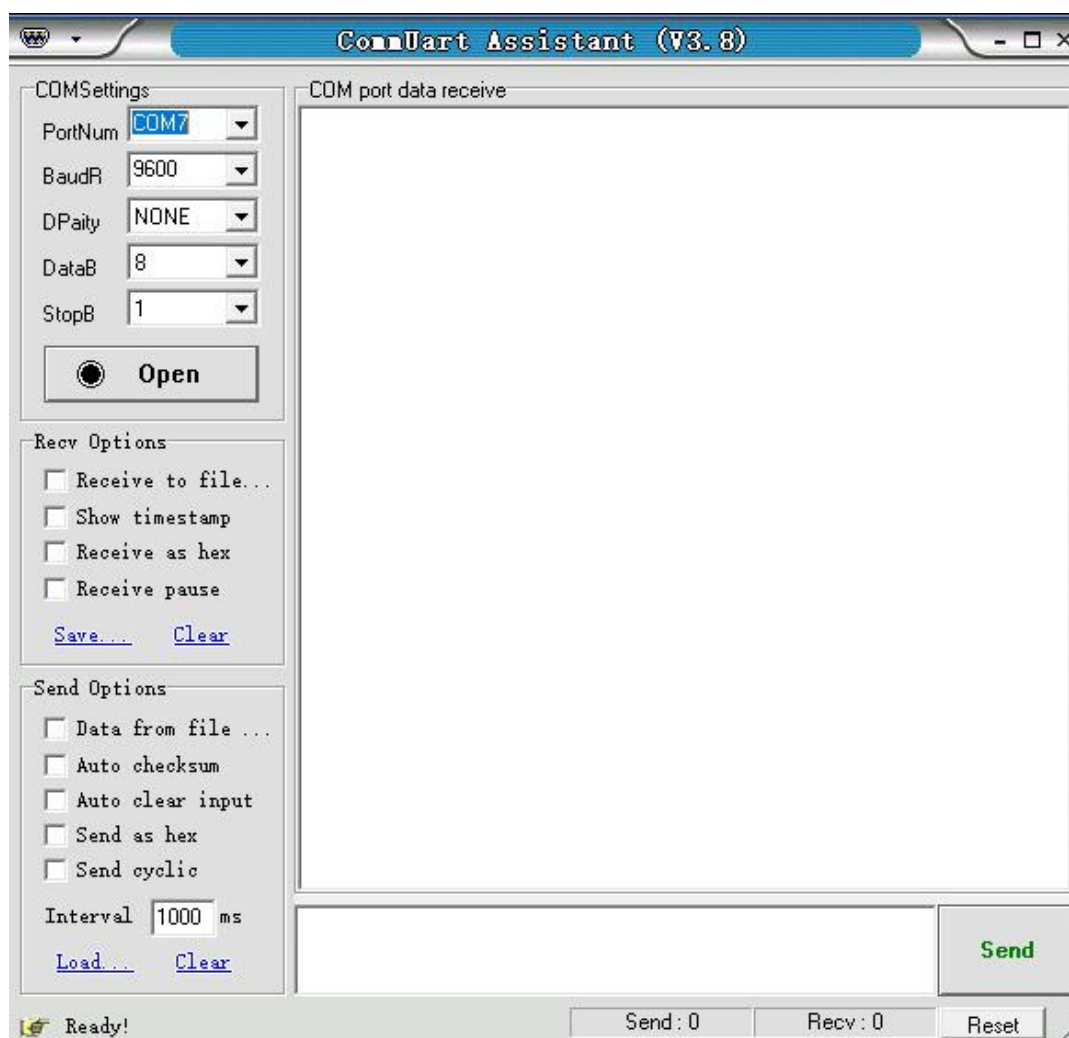 CommUart Assistant (V3.8)
COMSettings
PortNum COM7
BaudR 9600
DPaity NONE
DataB 8
StopB 1
Open
Recv Options
Receive to file...
Show timestamp
Receive as hex
Receive pause
Save... Clear
Send Options
Data from file ...
Auto checksum
Auto clear input
Send as hex
Send cyclic
Interval 1000 ms
Load... Clear
COM port data receive
Send
Ready!
Send : 0
Recv : 0
Reset